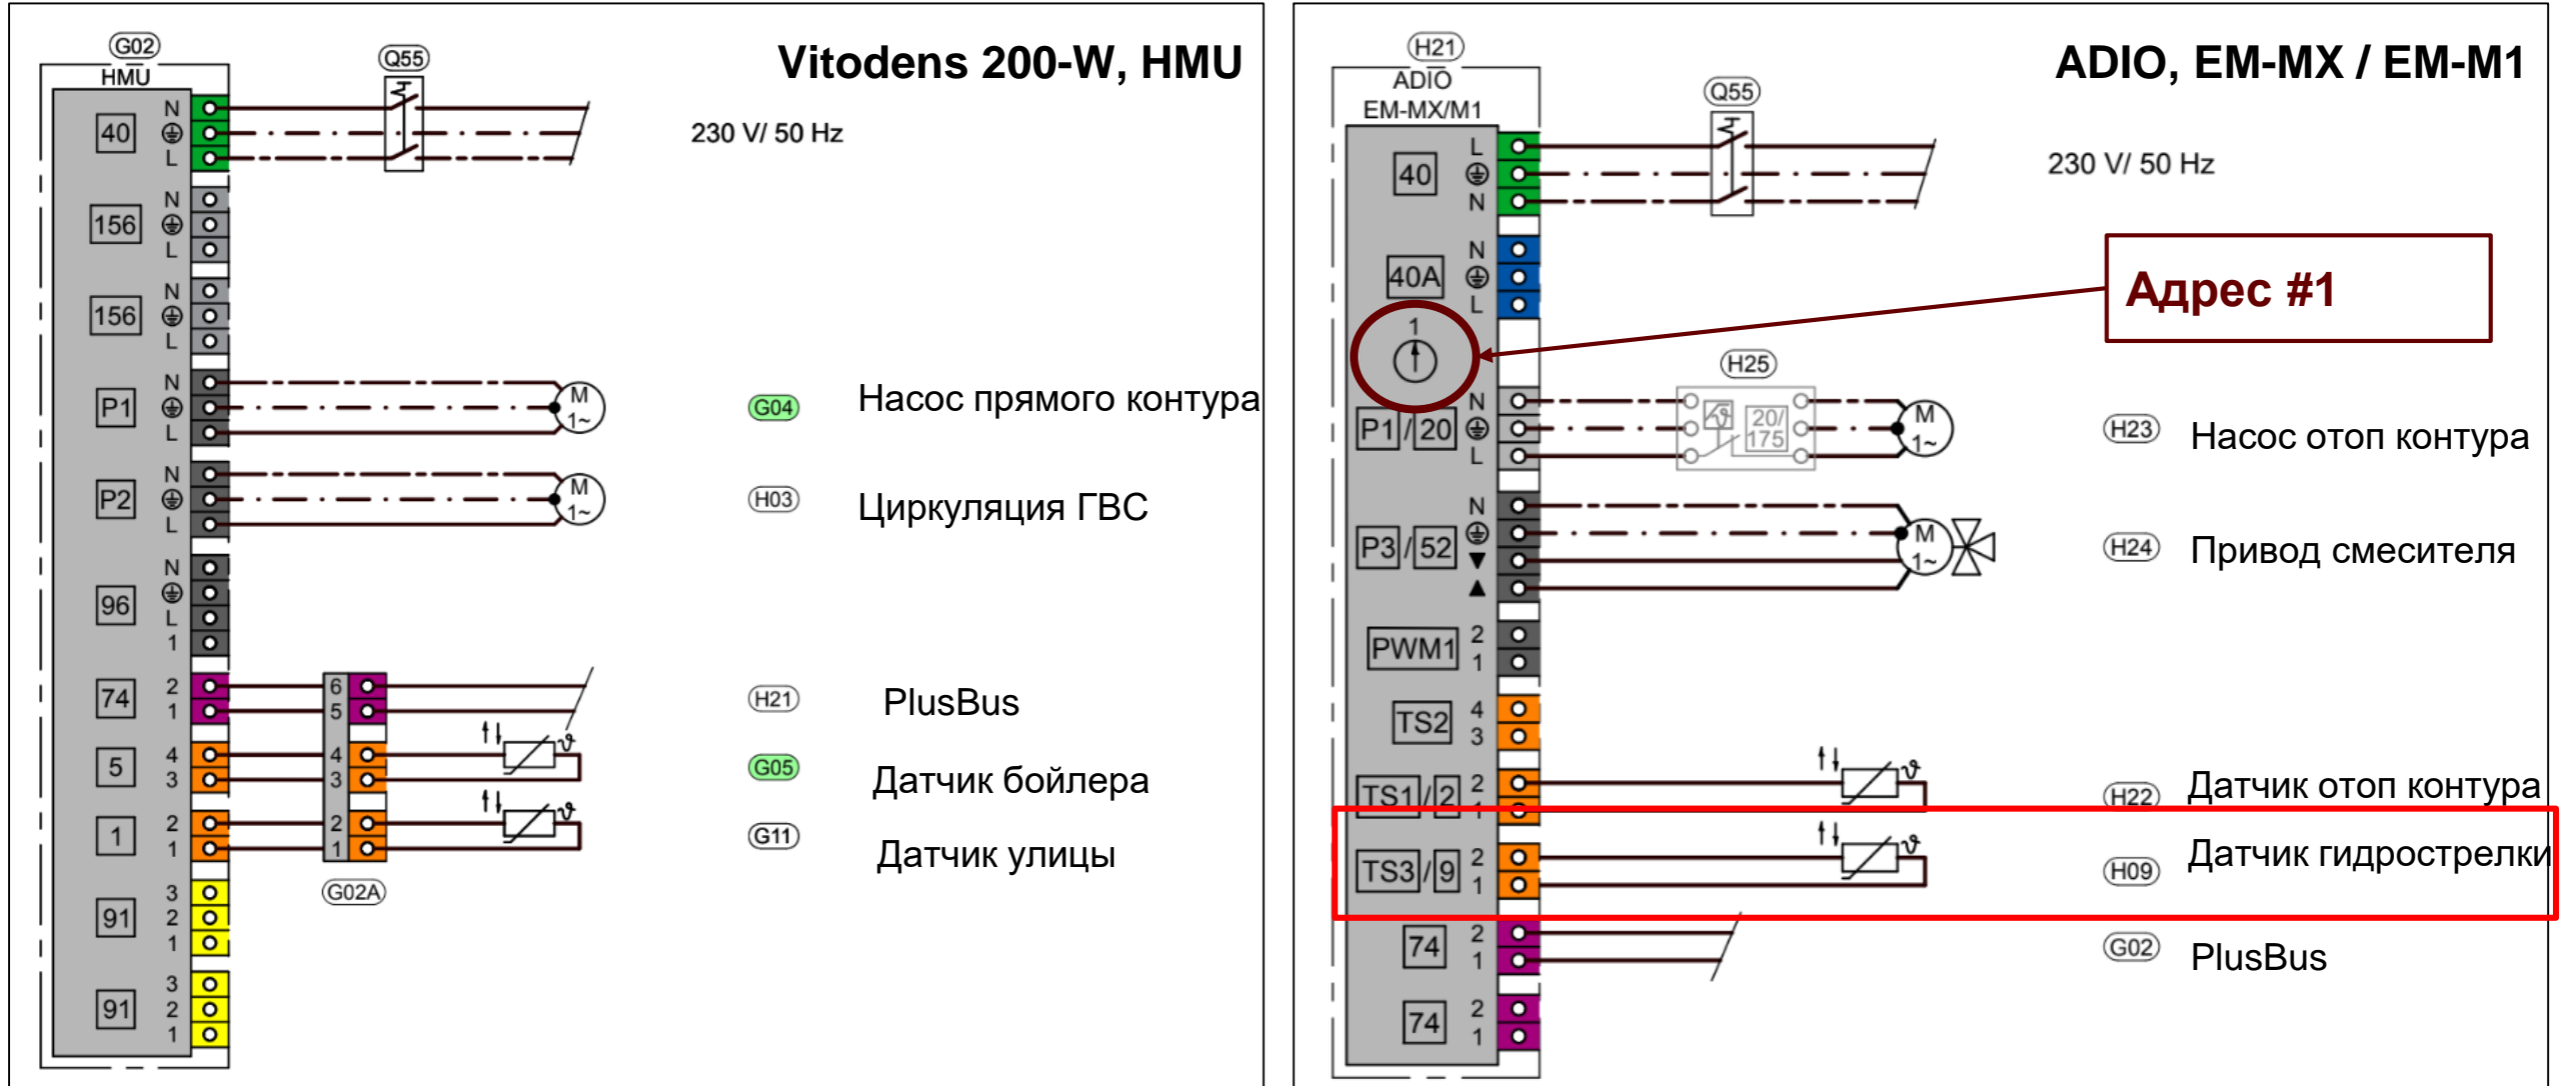 G02
HMU
Q55
Vitodens 200-W, HMU
40
N
L
230 V/ 50 Hz
156
N
L
156
N
L
P1
N
L
M
1~
G04
Насос прямого контура
P2
N
L
M
1~
H03
Циркуляция ГВС
96
N
L
1
74
2
1
6
5
H21
PlusBus
5
4
3
4
3
G05
Датчик бойлера
1
2
1
2
1
G11
Датчик улицы
G02A
91
3
2
1
91
3
2
1
H21
ADIO
EM-MX/M1
Q55
ADIO, EM-MX / EM-M1
40
L
N
230 V/ 50 Hz
40A
N
L
Адрес #1
1
H25
P1/20
N
L
20/
175
M
1~
H23
Насос отоп контура
P3/52
N
▼
▲
M
1~
H24
Привод смесителя
PWM1
2
1
TS2
4
3
TS1/2
2
1
ϑ
H22
Датчик отоп контура
TS3/9
2
1
ϑ
H09
Датчик гидрострелки
74
2
1
G02
PlusBus
74
2
1